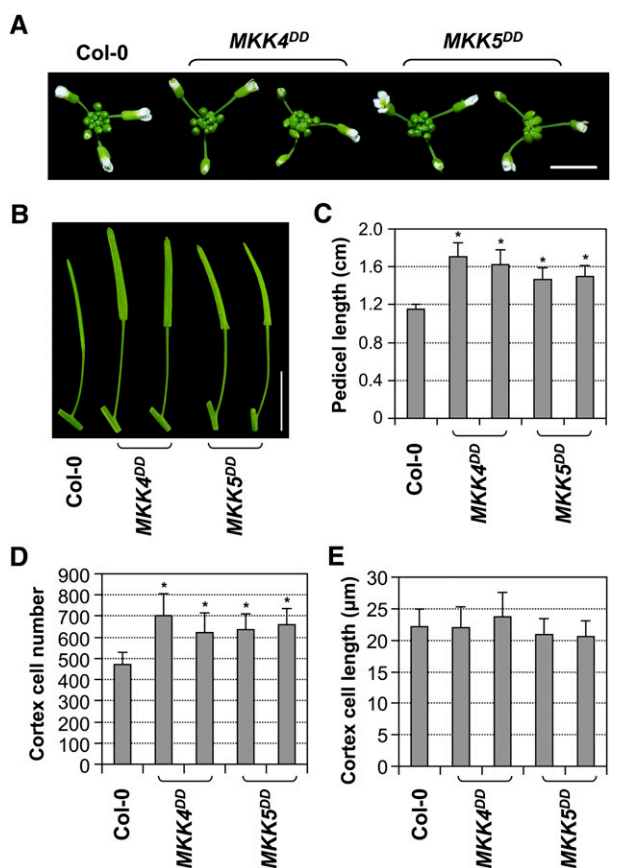 A
Col-0 MKK4ᴰᴰ MKK5ᴰᴰ
B
Col-0
MKK4ᴰᴰ
MKK5ᴰᴰ
C
Pedicel length (cm)
2.0
1.6
1.2
0.8
0.4
0
* * * *
Col-0
MKK4ᴰᴰ
MKK5ᴰᴰ
D
Cortex cell number
900
800
700
600
500
400
300
200
100
0
* * * *
Col-0
MKK4ᴰᴰ
MKK5ᴰᴰ
E
Cortex cell length (µm)
30
25
20
15
10
5
0
Col-0
MKK4ᴰᴰ
MKK5ᴰᴰ